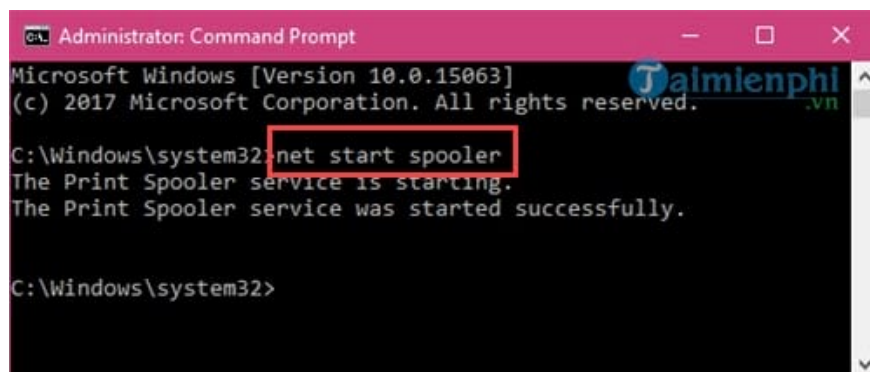 Administrator: Command Prompt
Microsoft Windows [Version 10.0.15063]
(c) 2017 Microsoft Corporation. All rights reserved.
Taimienphi
.vn
C:\Windows\system32>net start spooler
The Print Spooler service is starting.
The Print Spooler service was started successfully.
C:\Windows\system32>